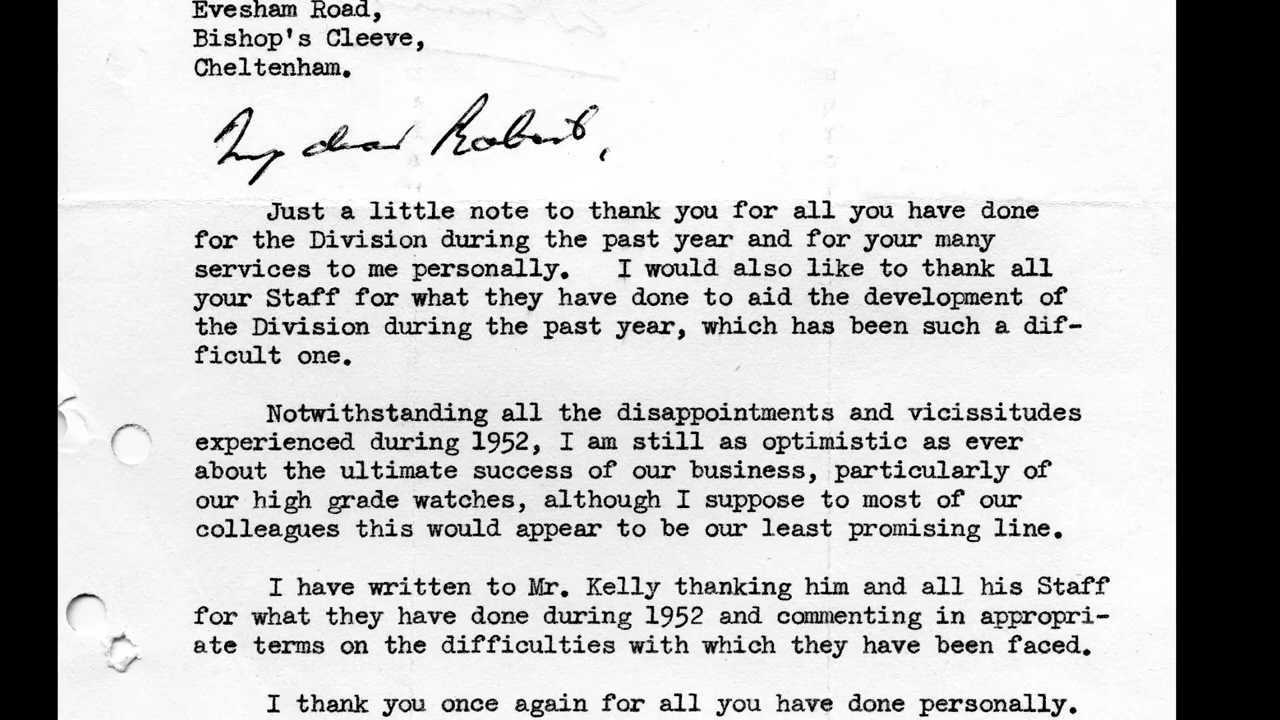 Evesham Road,
Bishop's Cleeve,
Cheltenham.
My dear Robert,
Just a little note to thank you for all you have done
for the Division during the past year and for your many
services to me personally. I would also like to thank all
your Staff for what they have done to aid the development of
the Division during the past year, which has been such a dif-
ficult one.
Notwithstanding all the disappointments and vicissitudes
experienced during 1952, I am still as optimistic as ever
about the ultimate success of our business, particularly of
our high grade watches, although I suppose to most of our
colleagues this would appear to be our least promising line.
I have written to Mr. Kelly thanking him and all his Staff
for what they have done during 1952 and commenting in appropri-
ate terms on the difficulties with which they have been faced.
I thank you once again for all you have done personally.